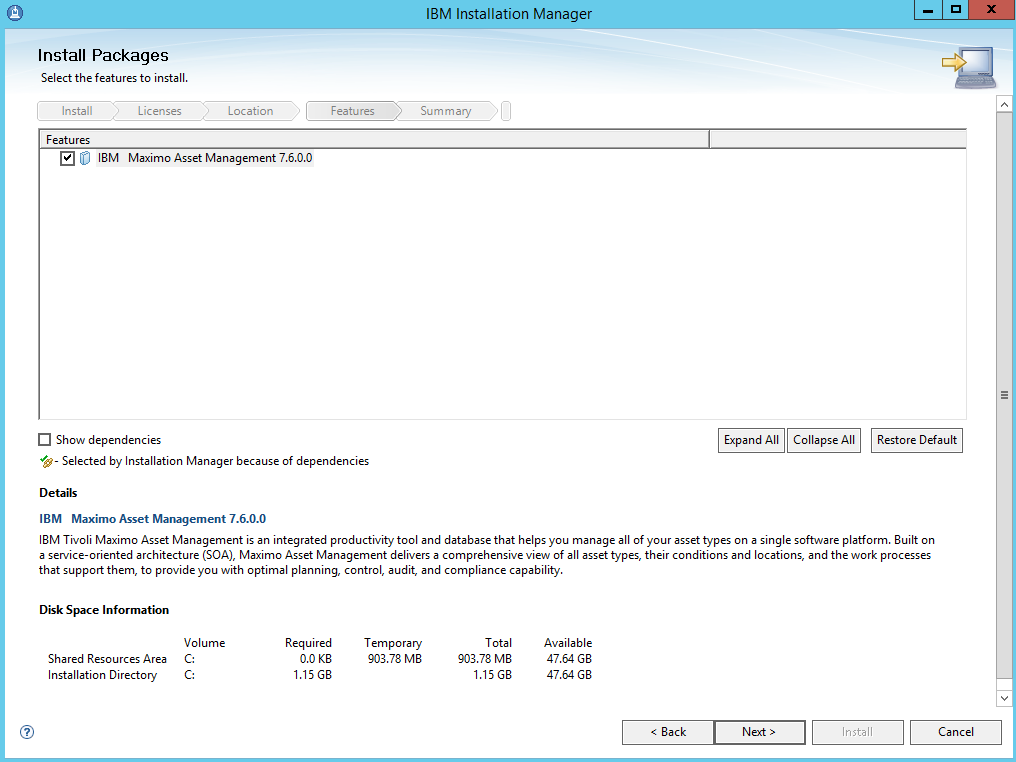 IBM Installation Manager
Install Packages
Select the features to install.
Install Licenses Location Features Summary
Features
IBM Maximo Asset Management 7.6.0.0
Show dependencies
Expand All Collapse All Restore Default
- Selected by Installation Manager because of dependencies
Details
IBM Maximo Asset Management 7.6.0.0
IBM Tivoli Maximo Asset Management is an integrated productivity tool and database that helps you manage all of your asset types on a single software platform. Built on
a service-oriented architecture (SOA), Maximo Asset Management delivers a comprehensive view of all asset types, their conditions and locations, and the work processes
that support them, to provide you with optimal planning, control, audit, and compliance capability.
Disk Space Information
Volume Required Temporary Total Available
Shared Resources Area C: 0.0 KB 903.78 MB 903.78 MB 47.64 GB
Installation Directory C: 1.15 GB 1.15 GB 47.64 GB
? < Back Next > Install Cancel